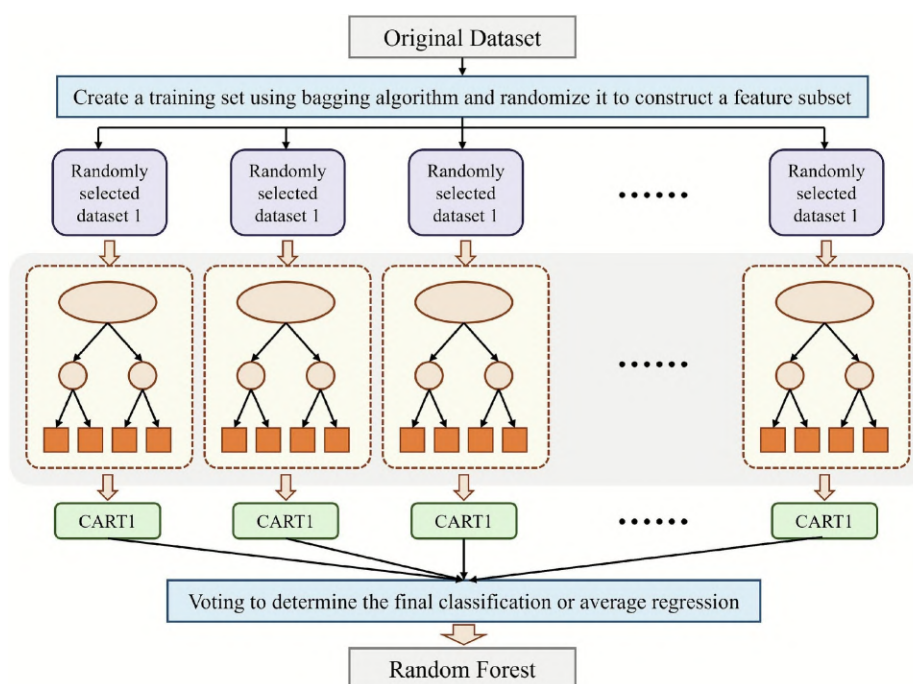 Original Dataset
Create a training set using bagging algorithm and randomize it to construct a feature subset
Randomly
selected
dataset 1
Randomly
selected
dataset 1
Randomly
selected
dataset 1
......
Randomly
selected
dataset 1
......
CART1
CART1
CART1
......
CART1
Voting to determine the final classification or average regression
Random Forest